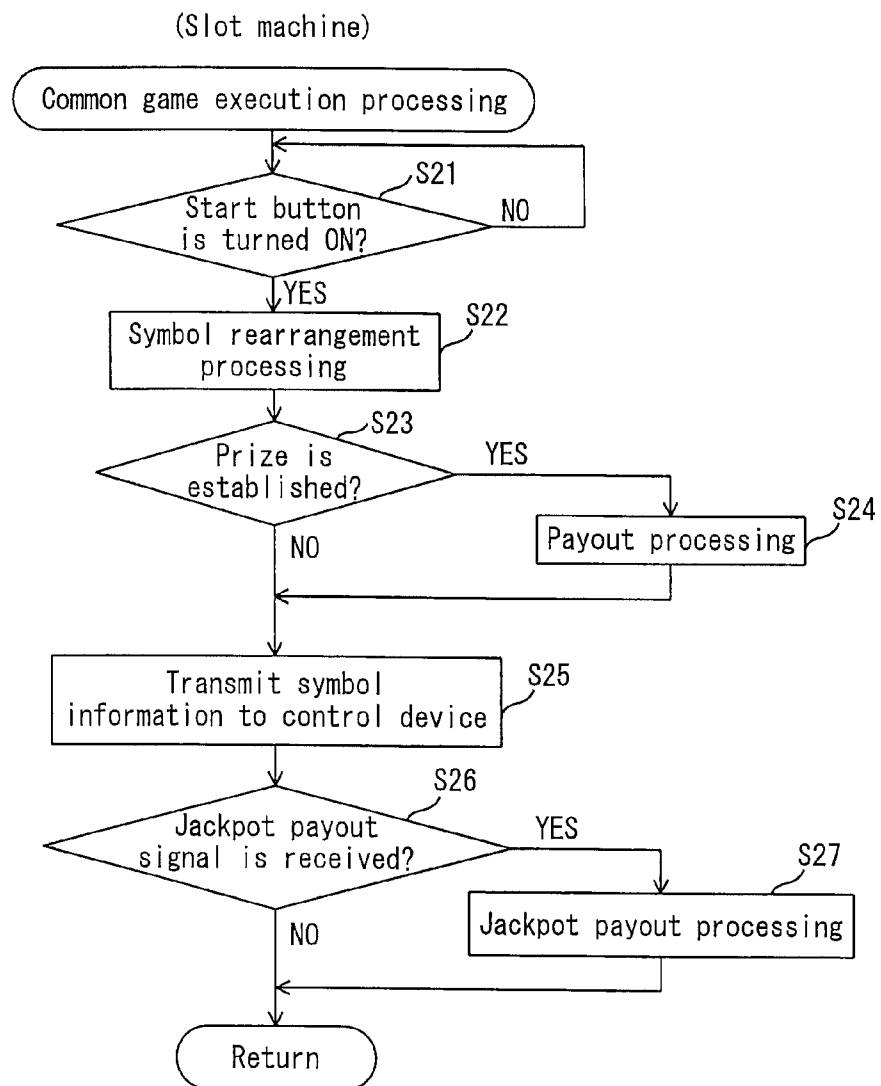 (Slot machine)
Common game execution processing
S21
Start button
is turned ON?
NO
YES
S22
Symbol rearrangement
processing
S23
Prize is
established?
YES
NO
S24
Payout processing
S25
Transmit symbol
information to control device
S26
Jackpot payout
signal is received?
YES
NO
S27
Jackpot payout processing
Return